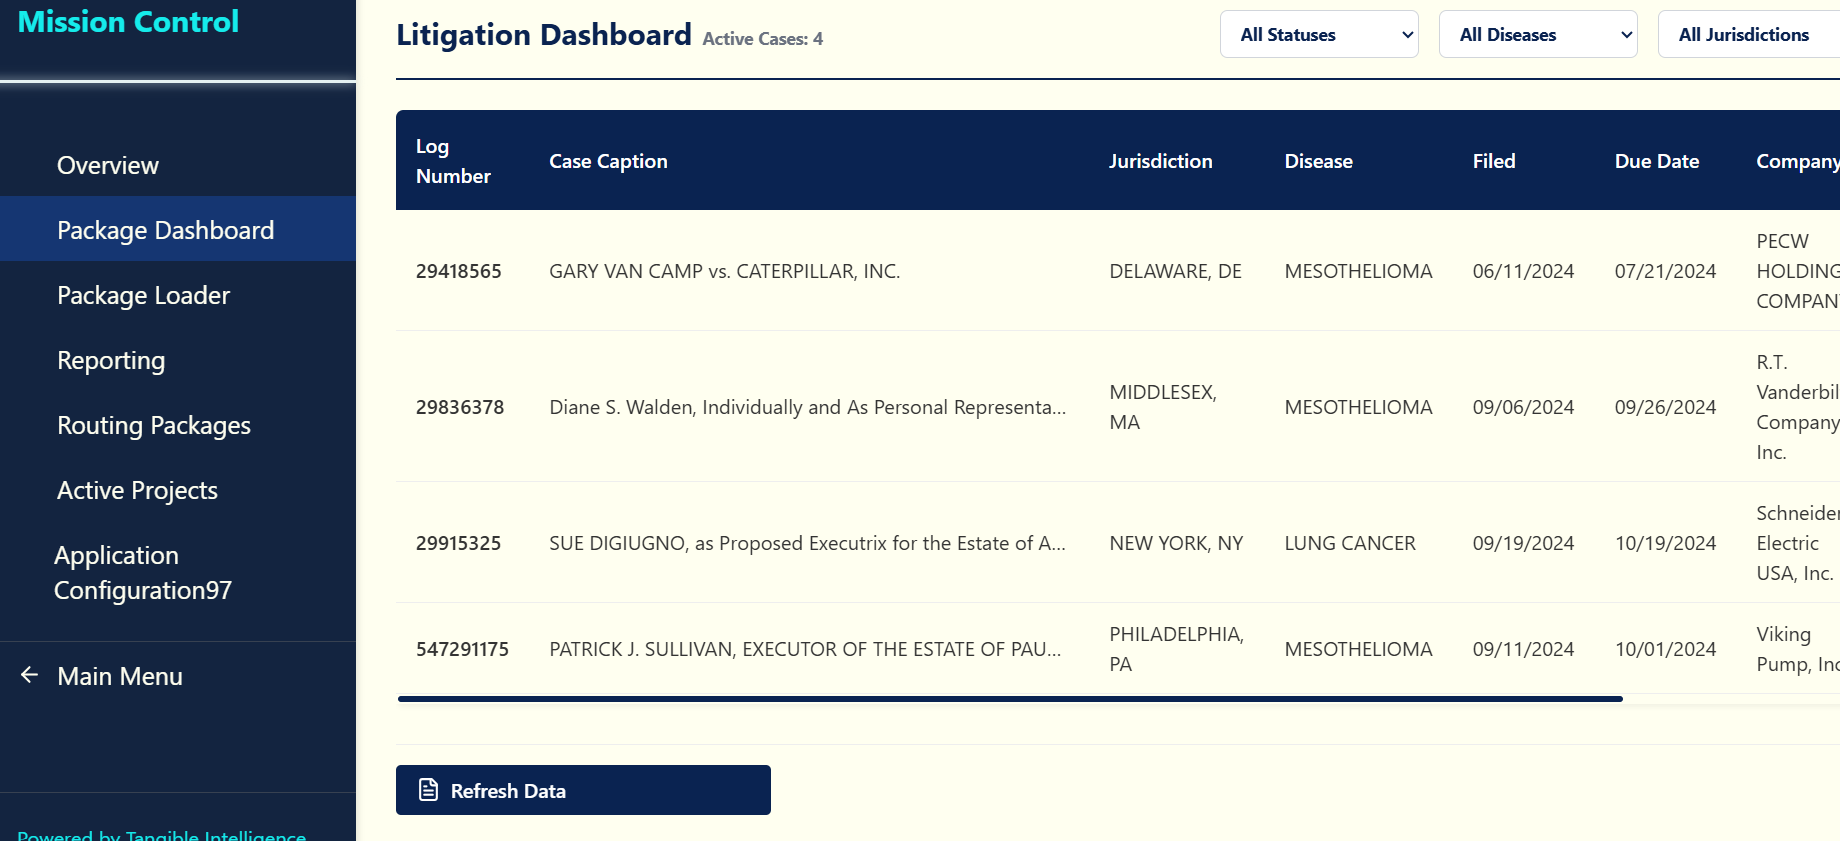 Mission Control
Overview
Package Dashboard
Package Loader
Reporting
Routing Packages
Active Projects
Application
Configuration97
Main Menu
Powered by Tangible Intelligence
Litigation Dashboard Active Cases: 4
All Statuses
All Diseases
All Jurisdictions
Log
Number
Case Caption
Jurisdiction
Disease
Filed
Due Date
Company
29418565
GARY VAN CAMP vs. CATERPILLAR, INC.
DELAWARE, DE
MESOTHELIOMA
06/11/2024
07/21/2024
PECW
HOLDING
COMPAN
29836378
Diane S. Walden, Individually and As Personal Representa...
MIDDLESEX,
MA
MESOTHELIOMA
09/06/2024
09/26/2024
R.T.
Vanderbil
Company
Inc.
29915325
SUE DIGIUGNO, as Proposed Executrix for the Estate of A...
NEW YORK, NY
LUNG CANCER
09/19/2024
10/19/2024
Schneider
Electric
USA, Inc.
547291175
PATRICK J. SULLIVAN, EXECUTOR OF THE ESTATE OF PAU...
PHILADELPHIA,
PA
MESOTHELIOMA
09/11/2024
10/01/2024
Viking
Pump, Inc
Refresh Data